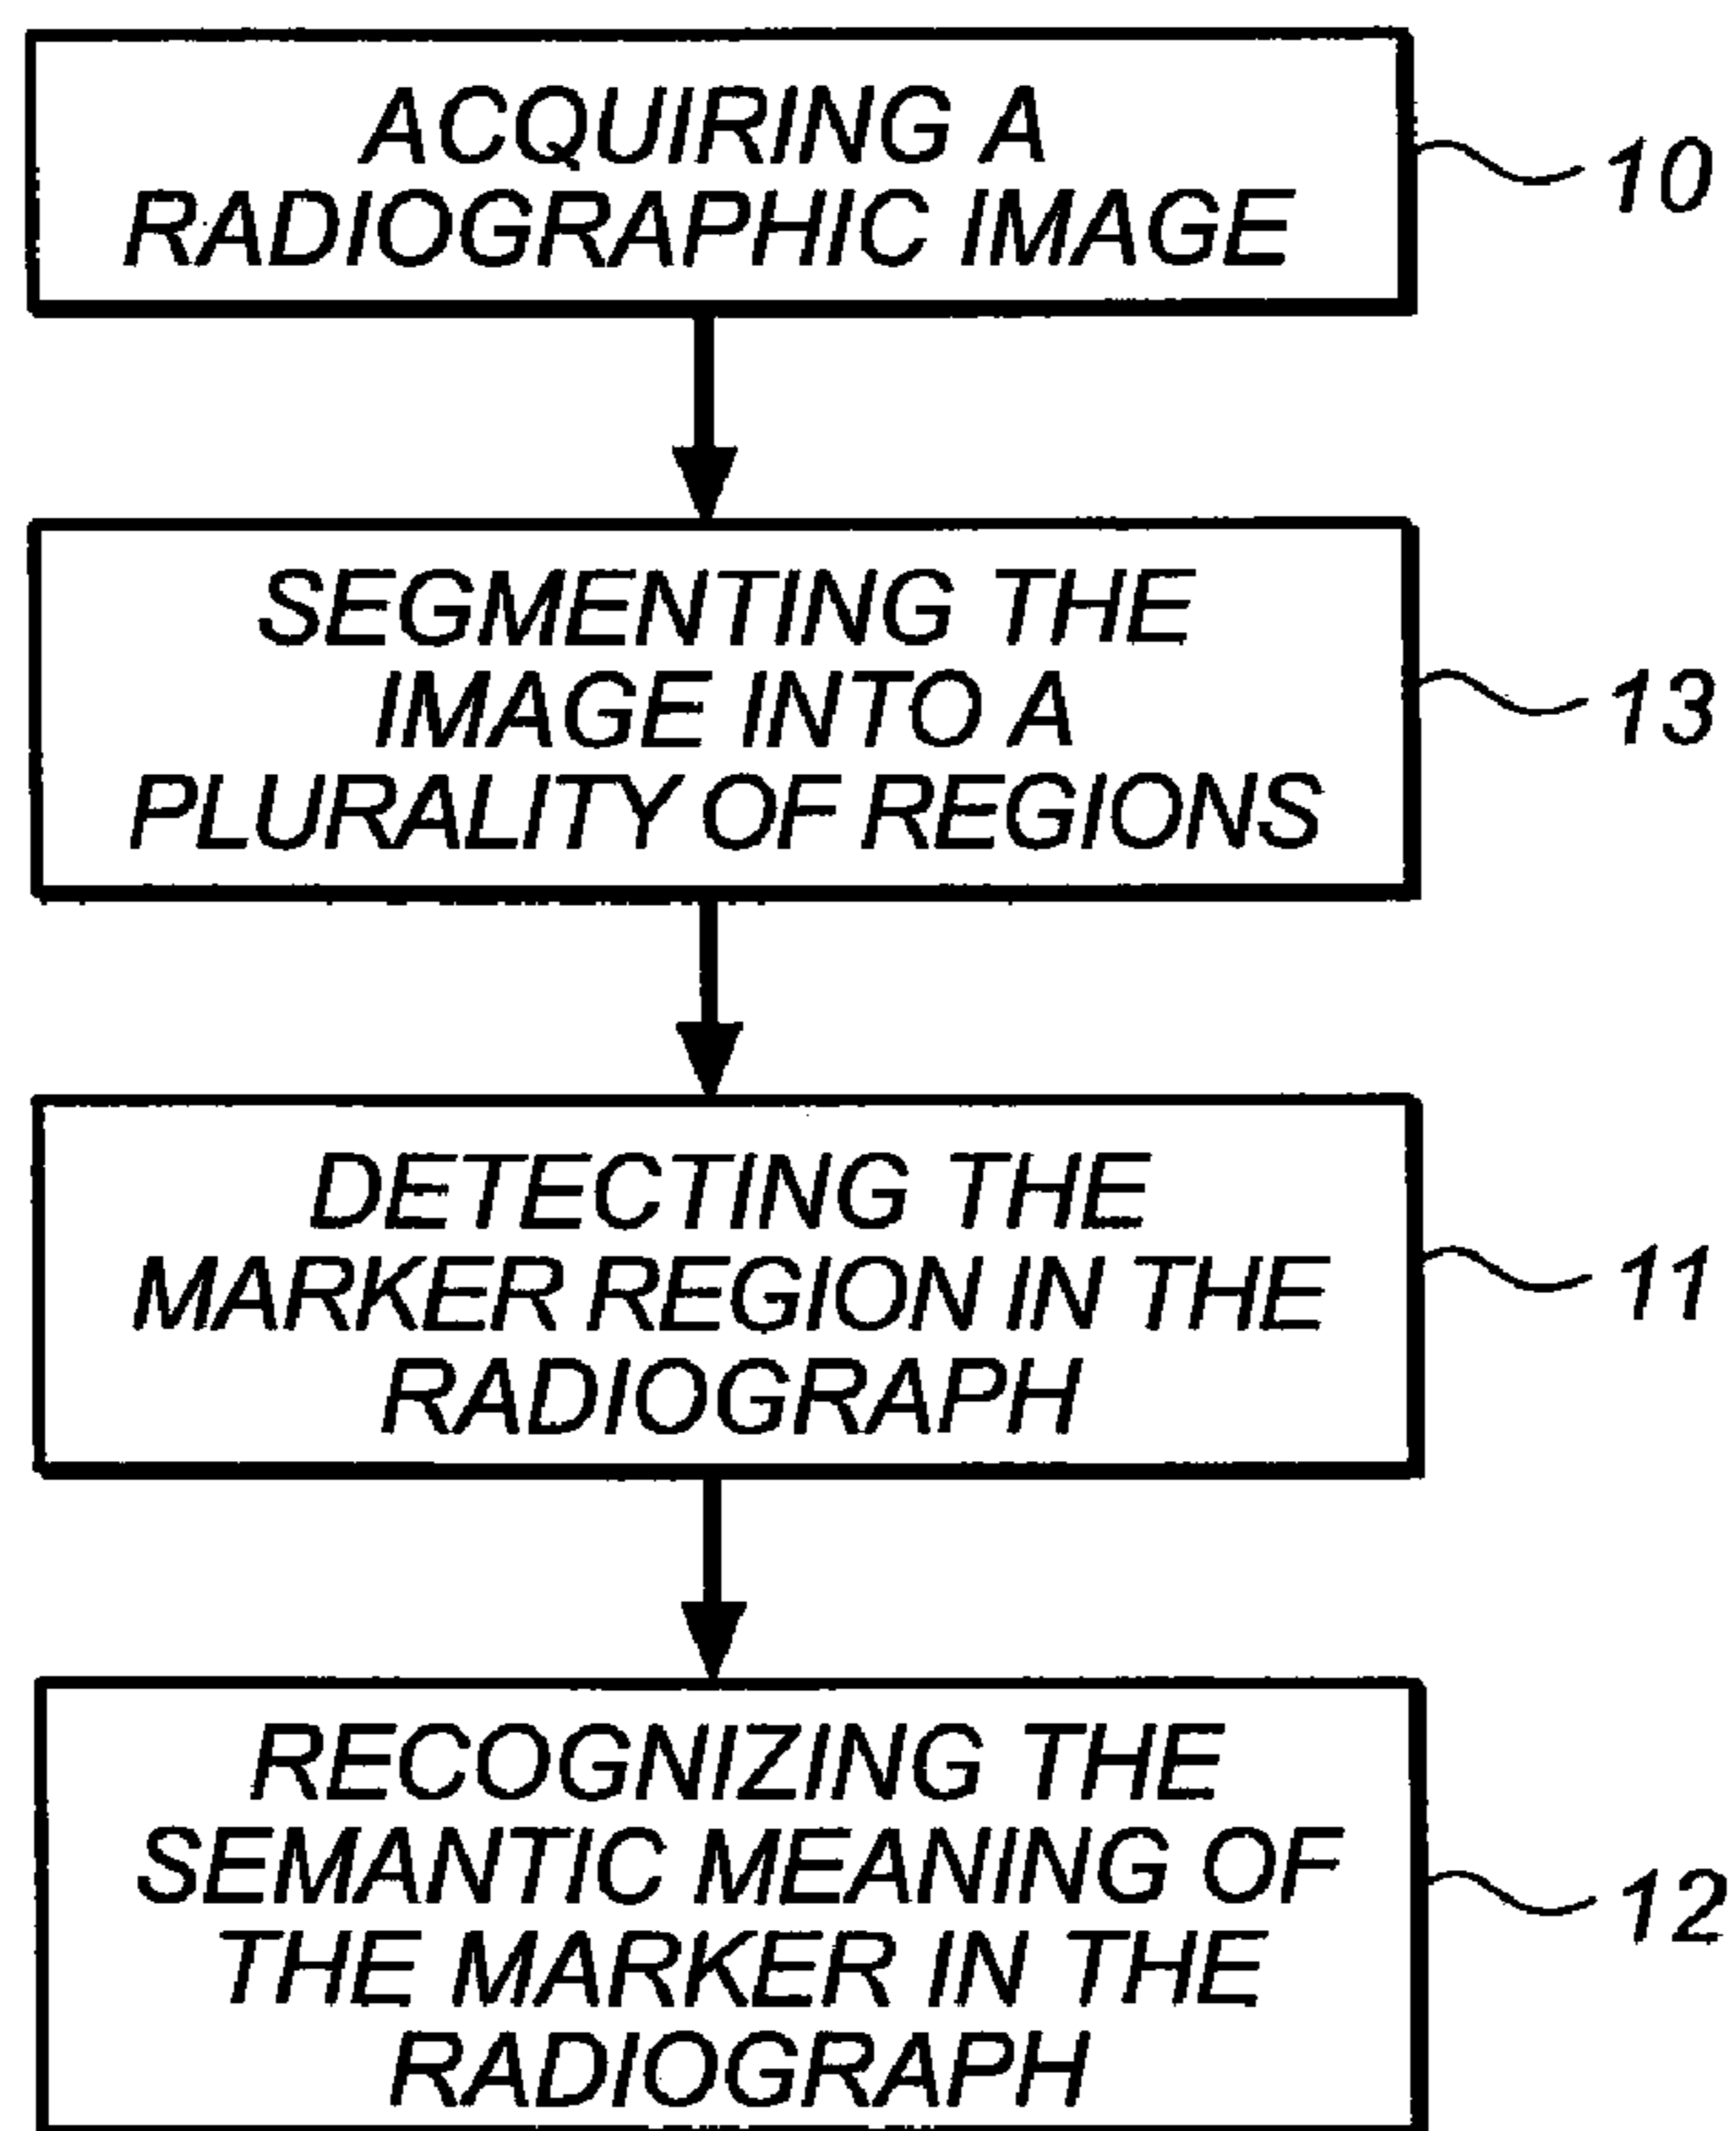 ACQUIRING A
RADIOGRAPHIC IMAGE
10
SEGMENTING THE
IMAGE INTO A
PLURALITY OF REGIONS
13
DETECTING THE
MARKER REGION IN THE
RADIOGRAPH
11
RECOGNIZING THE
SEMANTIC MEANING OF
THE MARKER IN THE
RADIOGRAPH
12